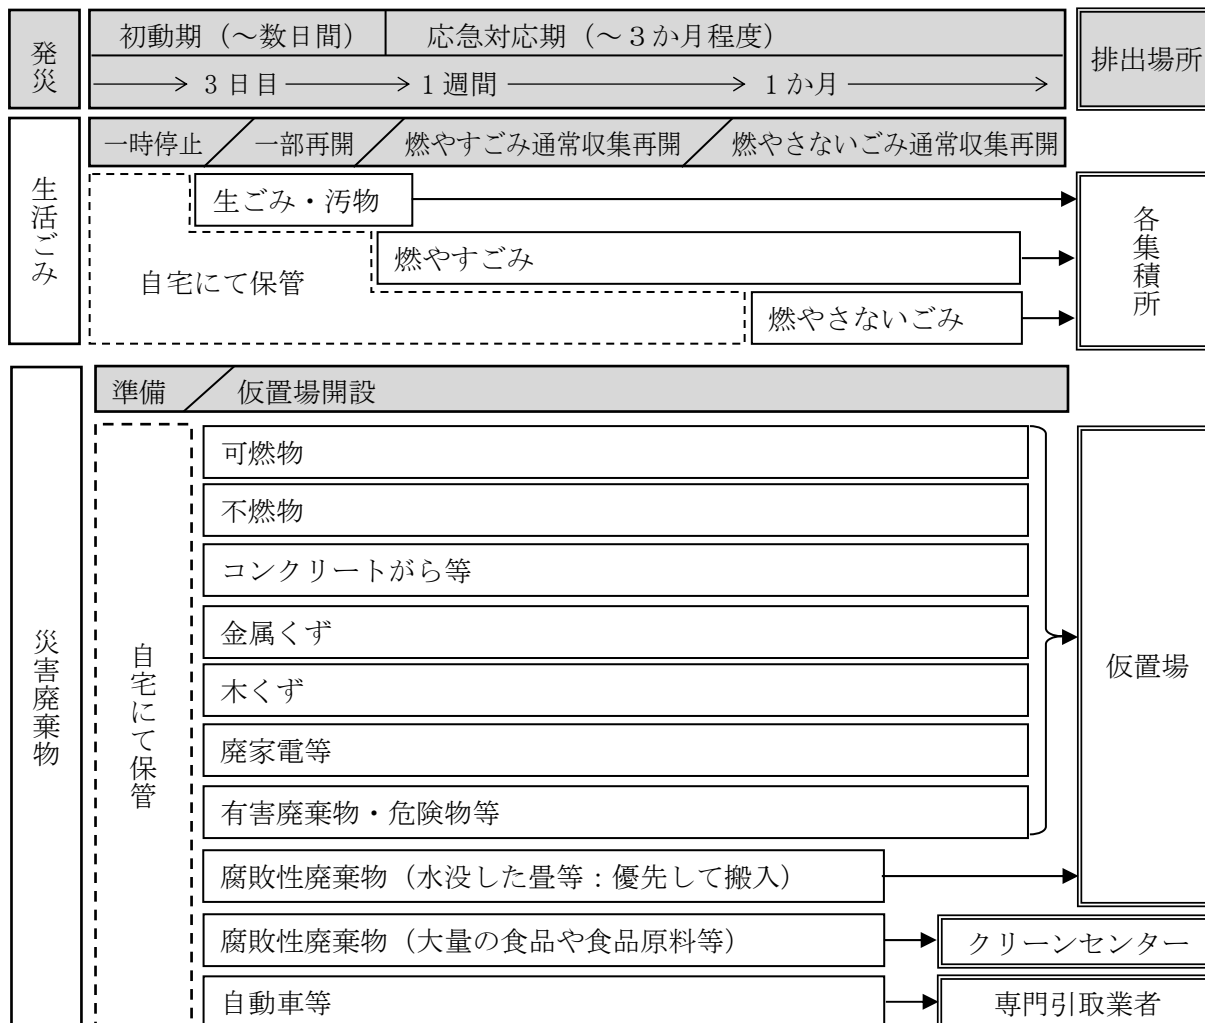 発災
初動期（～数日間）
応急対応期（～３か月程度）
排出場所
3 日目
1 週間
1 か月
生活ごみ
一時停止
一部再開
燃やすごみ通常収集再開
燃やさないごみ通常収集再開
生ごみ・汚物
各集積所
燃やすごみ
自宅にて保管
燃やさないごみ
災害廃棄物
準備
仮置場開設
自宅にて保管
可燃物
不燃物
コンクリートがら等
金属くず
木くず
廃家電等
有害廃棄物・危険物等
仮置場
腐敗性廃棄物（水没した畳等：優先して搬入）
腐敗性廃棄物（大量の食品や食品原料等）
クリーンセンター
自動車等
専門引取業者